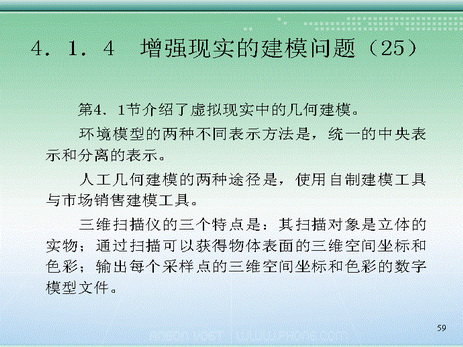 4．1．4 增强现实的建模问题（25）
第4．1节介绍了虚拟现实中的几何建模。
环境模型的两种不同表示方法是，统一的中央表
示和分离的表示。
人工几何建模的两种途径是，使用自制建模工具
与市场销售建模工具。
三维扫描仪的三个特点是：其扫描对象是立体的
实物；通过扫描可以获得物体表面的三维空间坐标和
色彩；输出每个采样点的三维空间坐标和色彩的数字
模型文件。
59